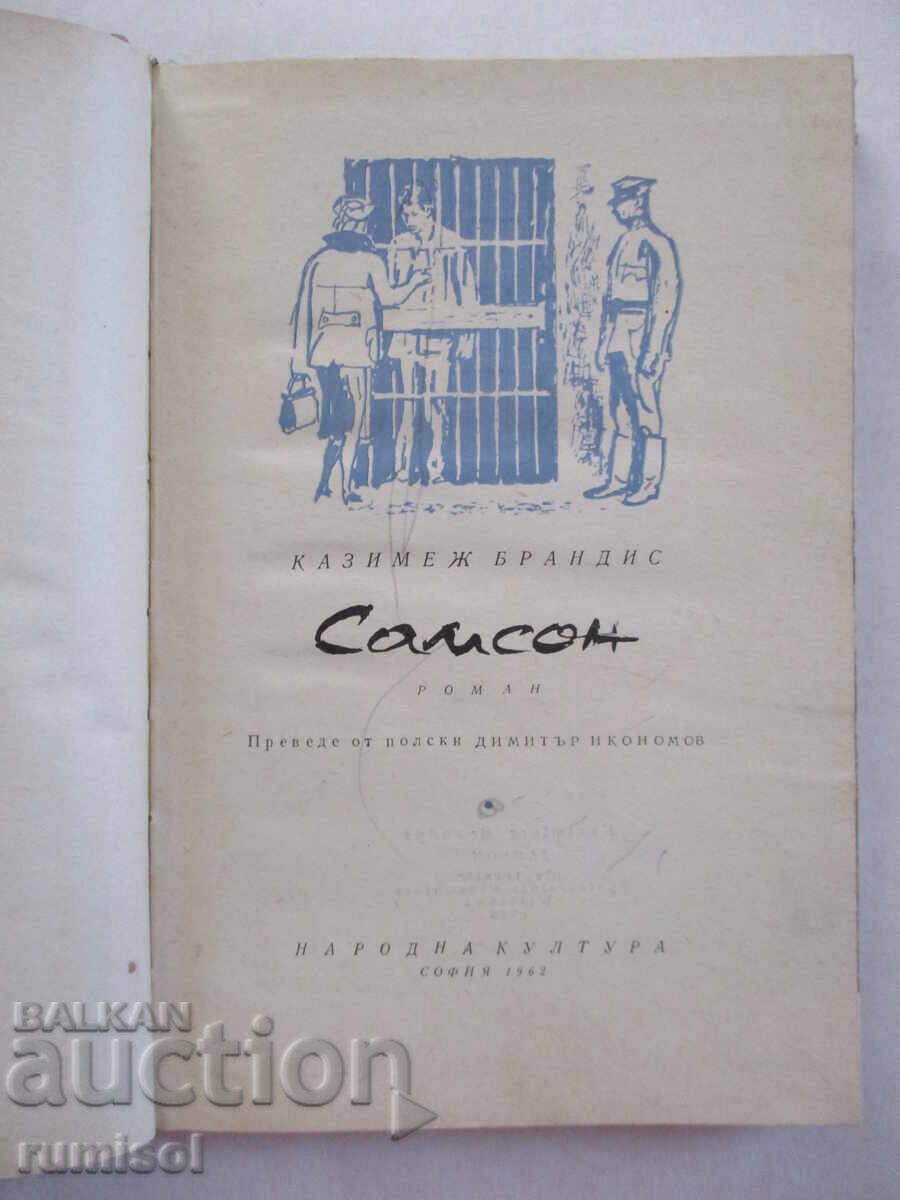 КАЗИМЕЖ БРАНДИС
Самсон
РОМАН
Преведе от полски ДИМИТЪР ИКОНОМОВ
НАРОДНА КУЛТУРА
СОФИЯ 1962
BALKAN
auction
rumisol